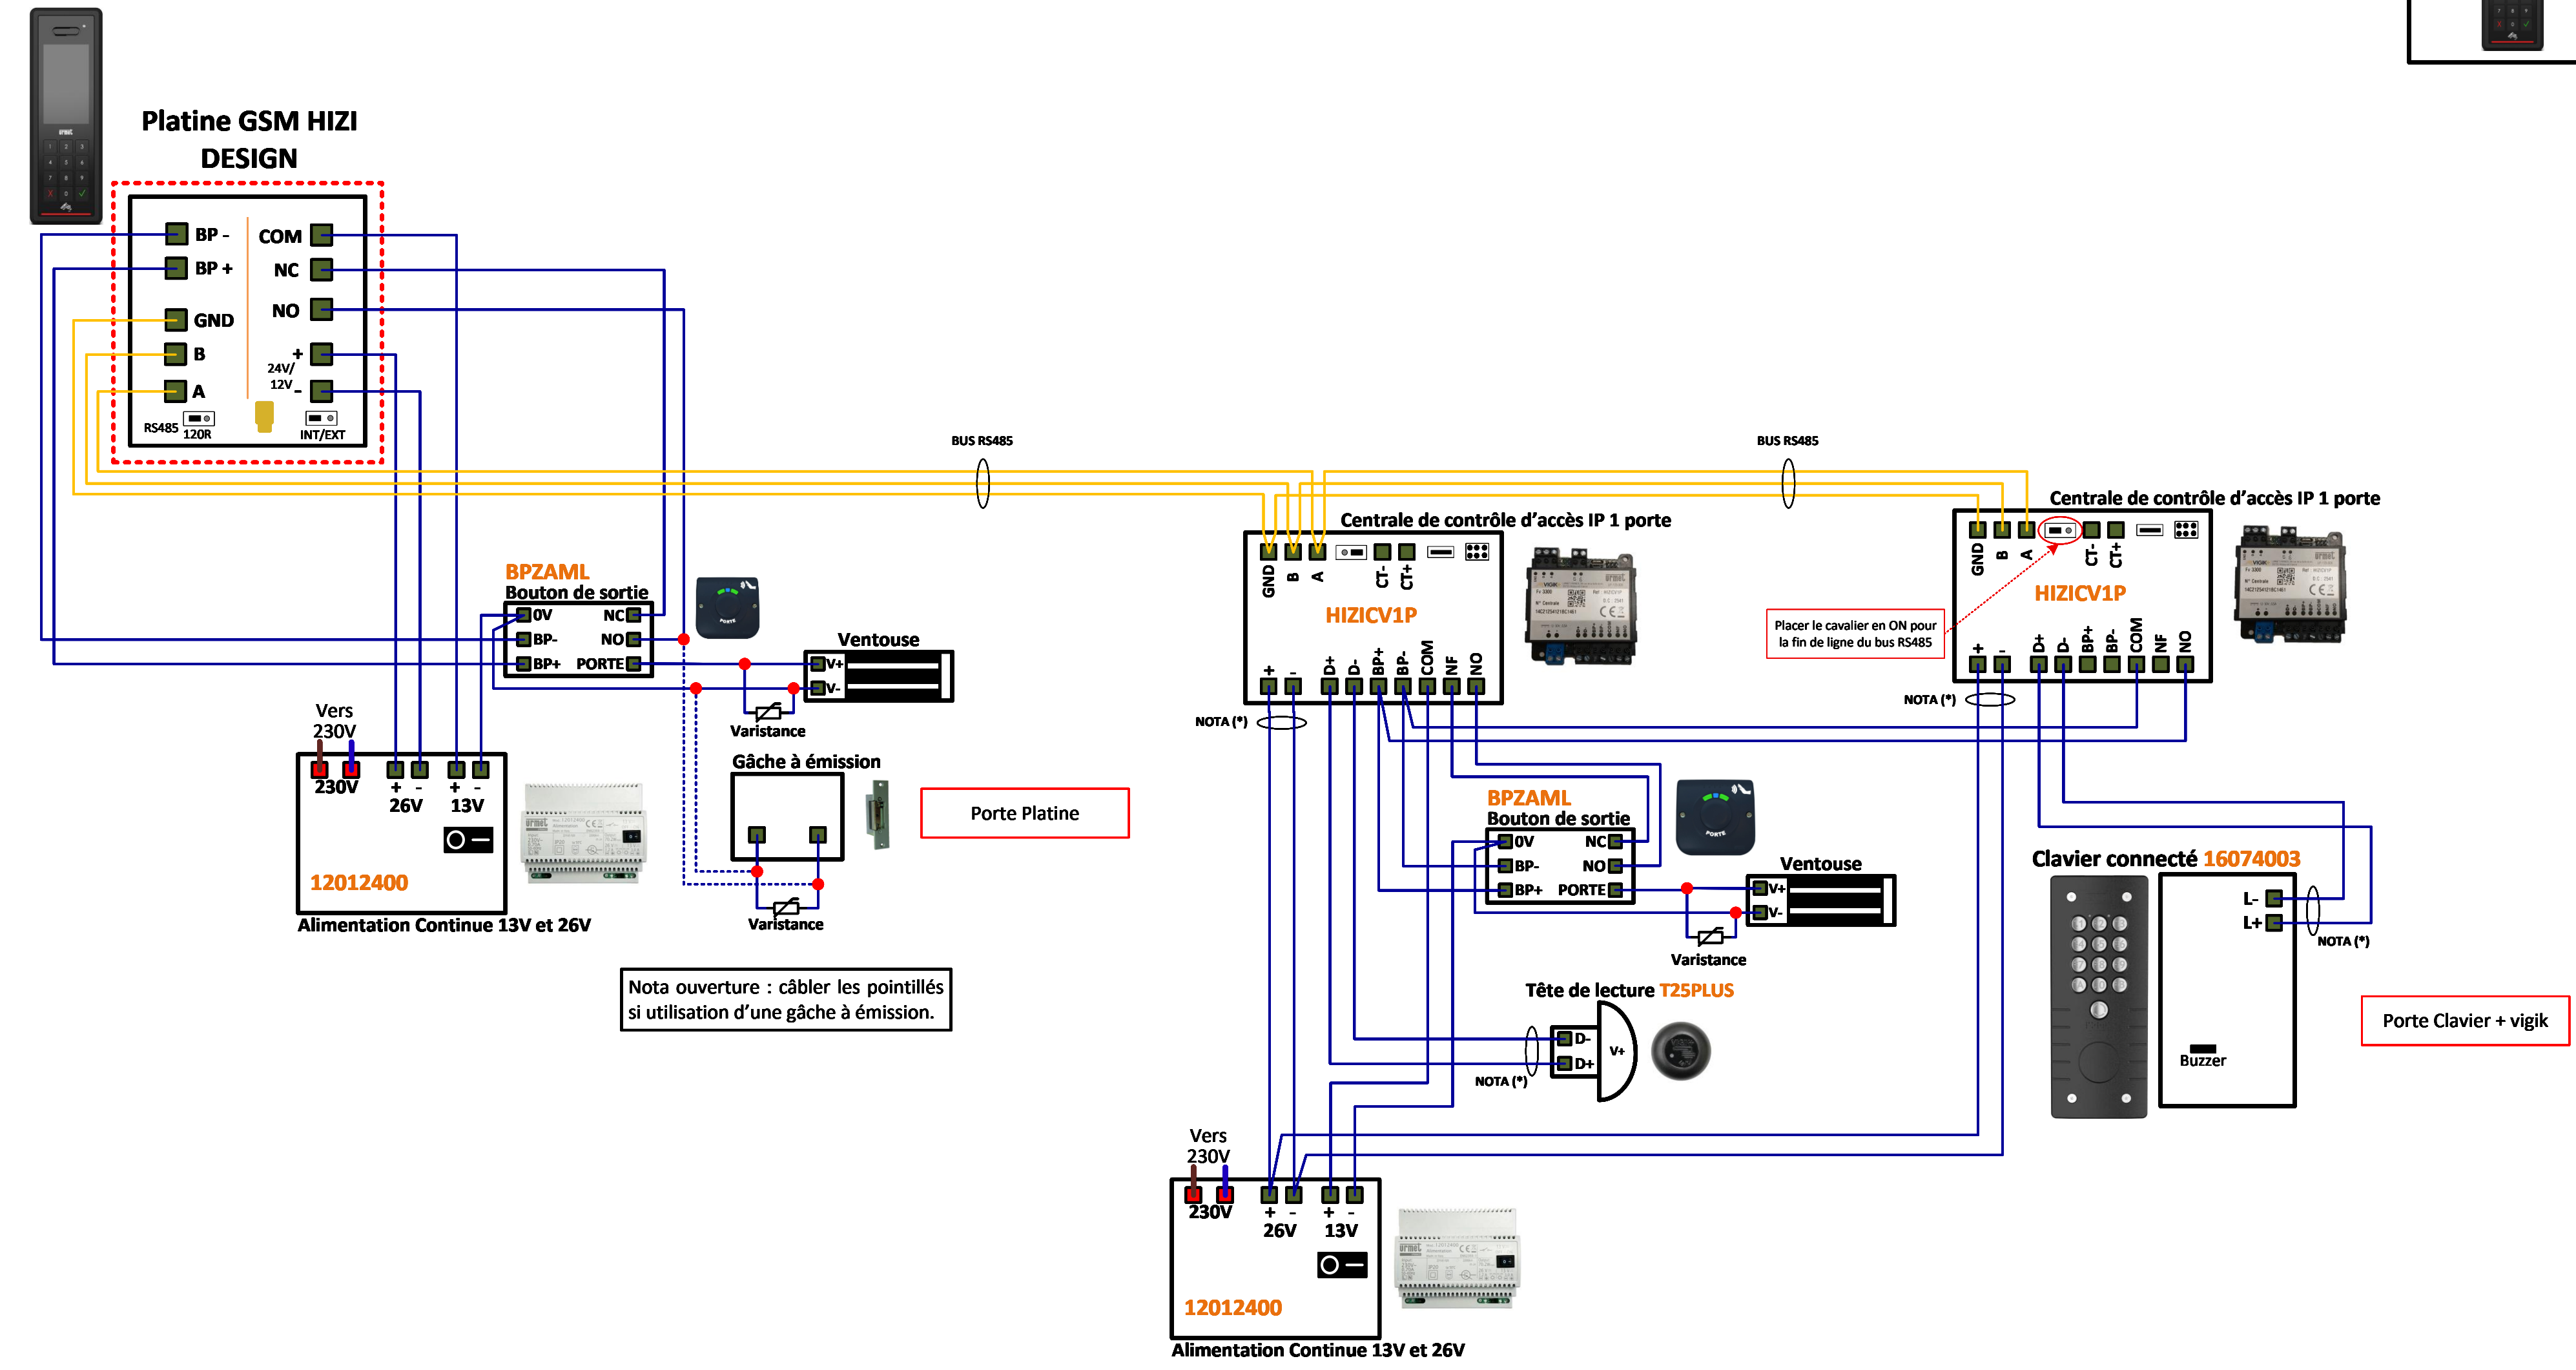 Platine GSM HIZI
DESIGN
BP -
COM
BP +
NC
GND
NO
B
+
24V/
12V
A
-
RS485
120R
INT/EXT
BUS RS485
BUS RS485
Centrale de contrôle d'accès IP 1 porte
GND
B
A
CT-
CT+
HIZICV1P
+
-
D+
D-
BP+
BP-
COM
NF
NO
NOTA (*)
Centrale de contrôle d'accès IP 1 porte
GND
B
A
CT-
CT+
HIZICV1P
+
-
D+
D-
BP+
BP-
COM
NF
NO
NOTA (*)
Placer le cavalier en ON pour
la fin de ligne du bus RS485
BPZAML
Bouton de sortie
0V
NC
BP-
NO
BP+
PORTE
PORTE
Ventouse
V+
V-
Varistance
Gâche à émission
Varistance
Porte Platine
Vers
230V
230V
+ -
26V
+ -
13V
12012400
Alimentation Continue 13V et 26V
Nota ouverture : câbler les pointillés
si utilisation d'une gâche à émission.
BPZAML
Bouton de sortie
0V
NC
BP-
NO
BP+
PORTE
PORTE
Ventouse
V+
V-
Varistance
Tête de lecture T25PLUS
D-
D+
V+
NOTA (*)
Clavier connecté 16074003
L-
L+
NOTA (*)
Buzzer
Porte Clavier + vigik
Vers
230V
230V
+ -
26V
+ -
13V
12012400
Alimentation Continue 13V et 26V